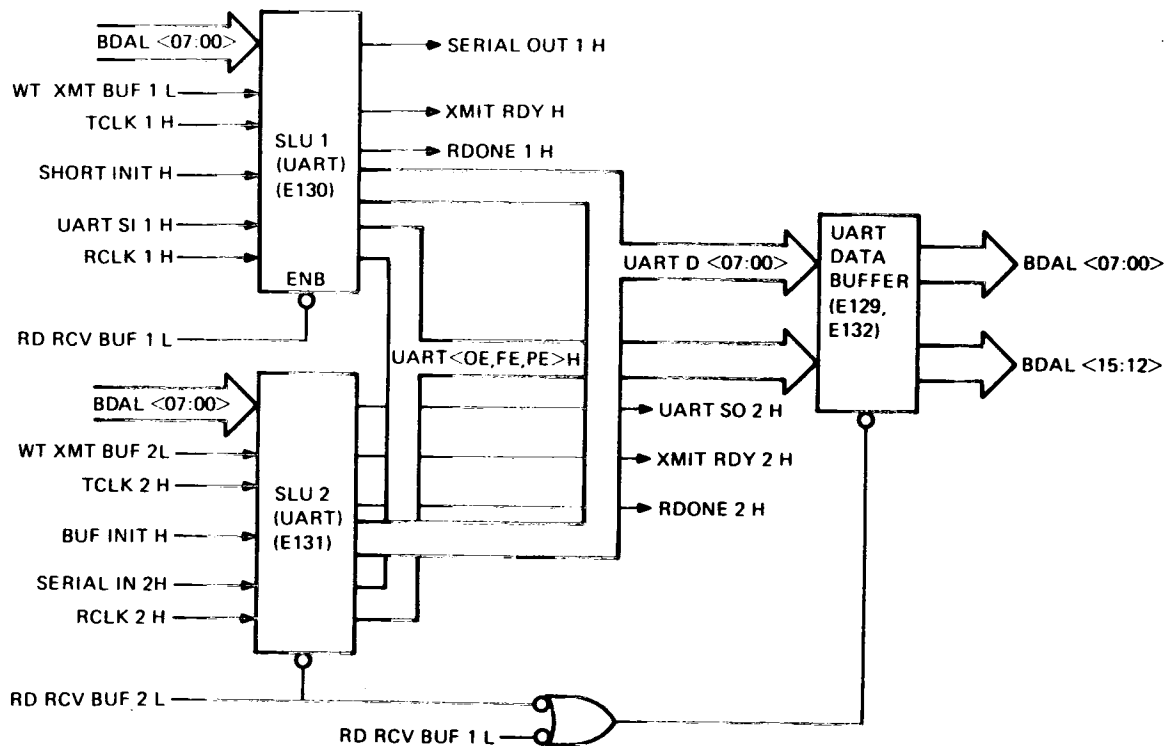 BDAL <07:00>
WT XMT BUF 1 L
TCLK 1 H
SHORT INIT H
UART SI 1 H
RCLK 1 H
RD RCV BUF 1 L
SLU 1
(UART)
(E130)
ENB
SERIAL OUT 1 H
XMIT RDY H
RDONE 1 H
UART D <07:00>
UART<OE,FE,PE>H
UART
DATA
BUFFER
(E129,
E132)
BDAL <07:00>
BDAL <15:12>
BDAL <07:00>
WT XMT BUF 2L
TCLK 2 H
BUF INIT H
SERIAL IN 2H
RCLK 2 H
SLU 2
(UART)
(E131)
UART SO 2 H
XMIT RDY 2 H
RDONE 2 H
RD RCV BUF 2 L
RD RCV BUF 1 L